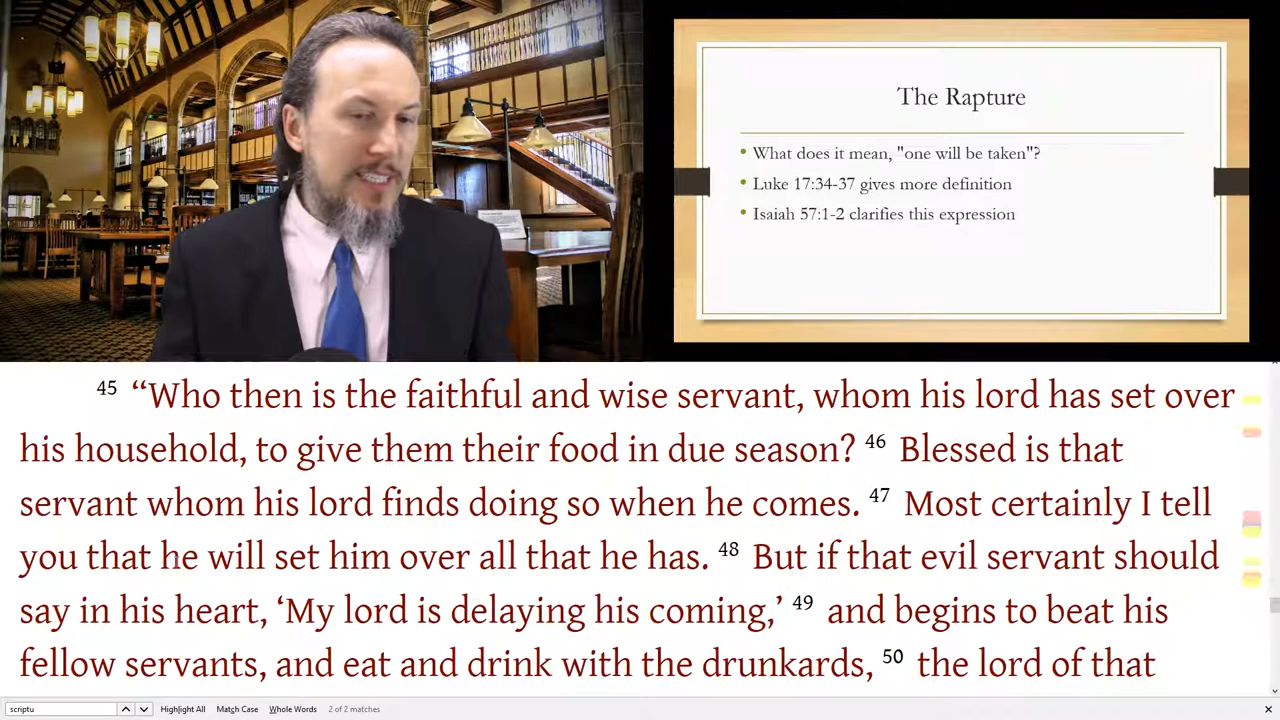 The Rapture
• What does it mean, "one will be taken"?
• Luke 17:34-37 gives more definition
• Isaiah 57:1-2 clarifies this expression
45 “Who then is the faithful and wise servant, whom his lord has set over
his household, to give them their food in due season? 46 Blessed is that
servant whom his lord finds doing so when he comes. 47 Most certainly I tell
you that he will set him over all that he has. 48 But if that evil servant should
say in his heart, ‘My lord is delaying his coming,’ 49 and begins to beat his
fellow servants, and eat and drink with the drunkards, 50 the lord of that
scriptu Highlight All Match Case Whole Words 2 of 2 matches